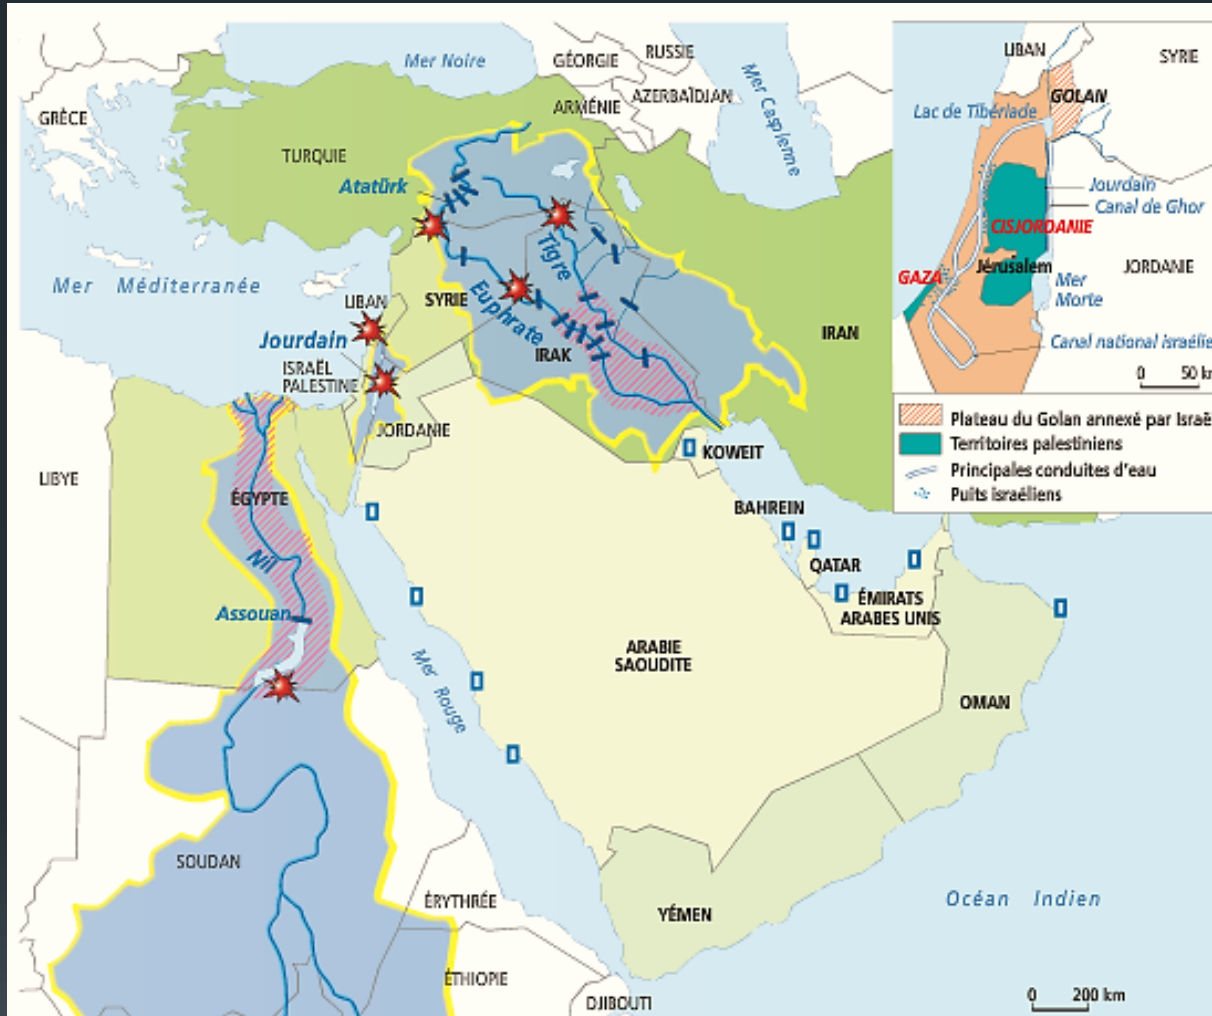 Mer Noire
GÉORGIE
RUSSIE
ARMÉNIE
AZERBAÏDJAN
Mer Caspienne
GRÈCE
TURQUIE
Atatürk
Tigre
Mer Méditerranée
LIBAN
SYRIE
Euphrate
IRAN
Jourdain
IRAK
ISRAËL
PALESTINE
JORDANIE
KOWEIT
LIBYE
ÉGYPTE
BAHREIN
Nil
QATAR
Assouan
ÉMIRATS
ARABES UNIS
ARABIE
SAOUDITE
Mer Rouge
OMAN
SOUDAN
ÉRYTHRÉE
YÉMEN
Océan Indien
ÉTHIOPIE
DJIBOUTI
0 200 km
LIBAN
SYRIE
GOLAN
Lac de Tibériade
Jourdain
Canal de Ghor
CISJORDANIE
Jérusalem
GAZA
JORDANIE
Mer
Morte
Canal national israélie
0 50 k
Plateau du Golan annexé par Israë
Territoires palestiniens
Principales conduites d'eau
Puits israéliens